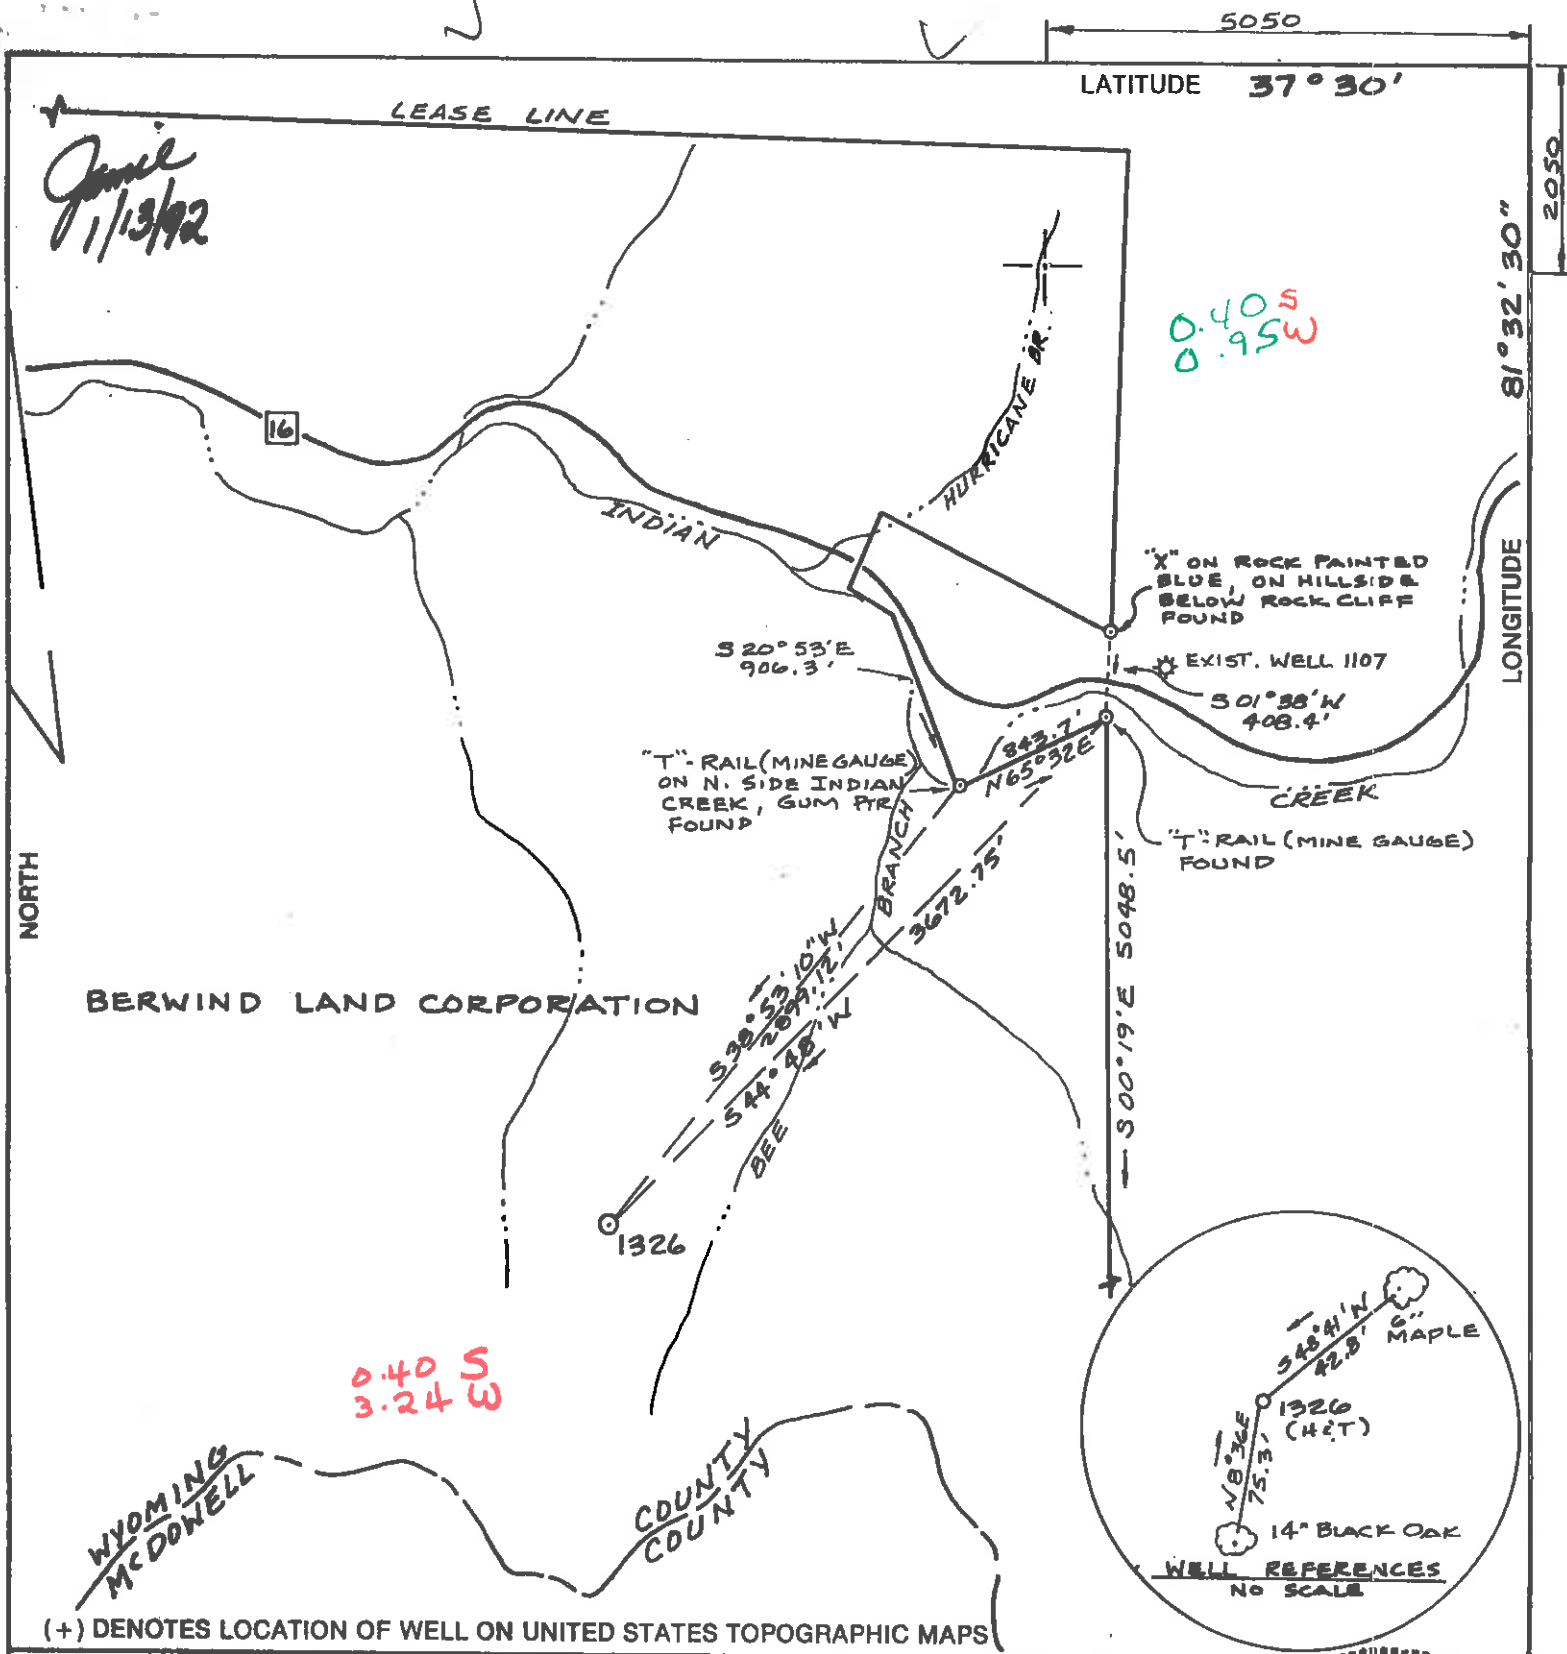 5050
LATITUDE 37°30'
LEASE LINE
2050
1/13/92
81°32'30"
LONGITUDE
0.40 S
0.95 W
HURRICANE BR.
16
INDIAN
"X" ON ROCK PAINTED
BLUE, ON HILLSIDE
BELOW ROCK CLIFF
FOUND
S 20°53'E
906.3'
EXIST. WELL 1107
S 01°38'W
408.4'
843.7'
N65°32E
"T"-RAIL (MINE GAUGE)
ON N. SIDE INDIAN
CREEK, GUM PTR
FOUND
CREEK
"T"-RAIL (MINE GAUGE)
FOUND
BRANCH
3672.75'
S 00°19'E 5048.5'
NORTH
S 38°53'10"W
2899.12'
S 44°48'W
BERWIND LAND CORPORATION
BEE
1326
6"
MAPLE
S48°41'W
42.8'
1326
(H&T)
N8°36E
75.3'
14" BLACK OAK
WELL REFERENCES
NO SCALE
0.40 S
3.24 W
WYOMING COUNTY
MCDOWELL COUNTY
(+) DENOTES LOCATION OF WELL ON UNITED STATES TOPOGRAPHIC MAPS